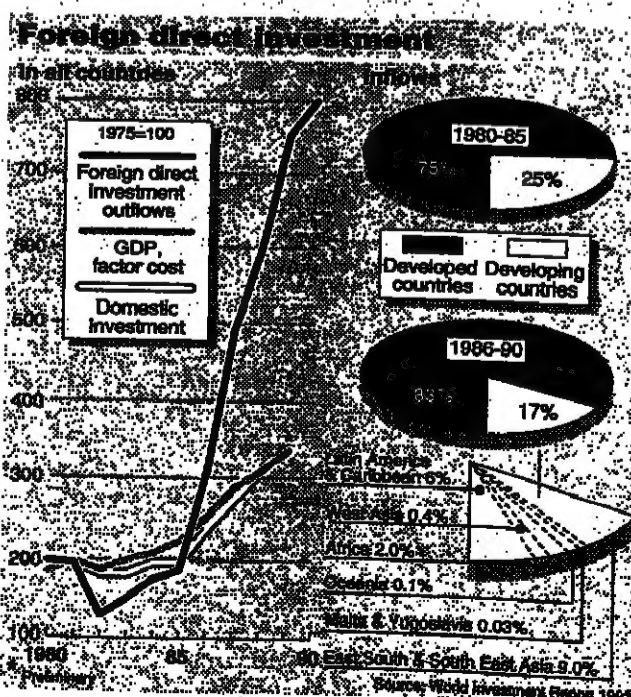 Foreign direct investment
In all countries
800
700
600
500
400
300
200
100
1975=100
Foreign direct
investment
outflows
GDP,
factor cost
Domestic
investment
1980
85
90
Preliminary
Inflows
1980-85
75%
25%
Developed
countries
Developing
countries
1986-90
83%
17%
Latin America
& Caribbean 6%
West Asia 0.4%
Africa 2.0%
Oceania 0.1%
Malta & Yugoslavia 0.03%
East, South & South East Asia 9.0%
Source: World Investment Report